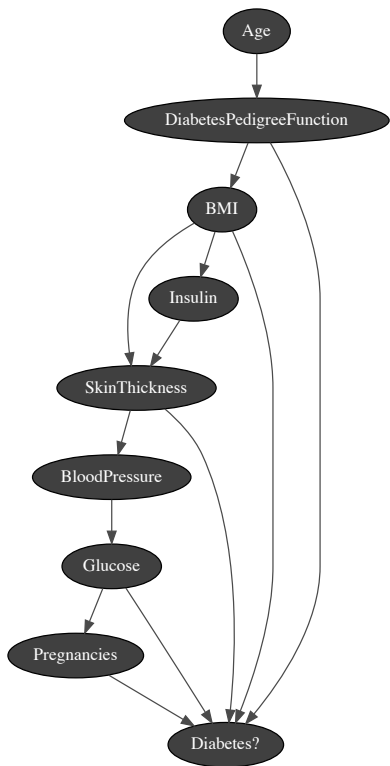 Age
DiabetesPedigreeFunction
BMI
Insulin
SkinThickness
BloodPressure
Glucose
Pregnancies
Diabetes?